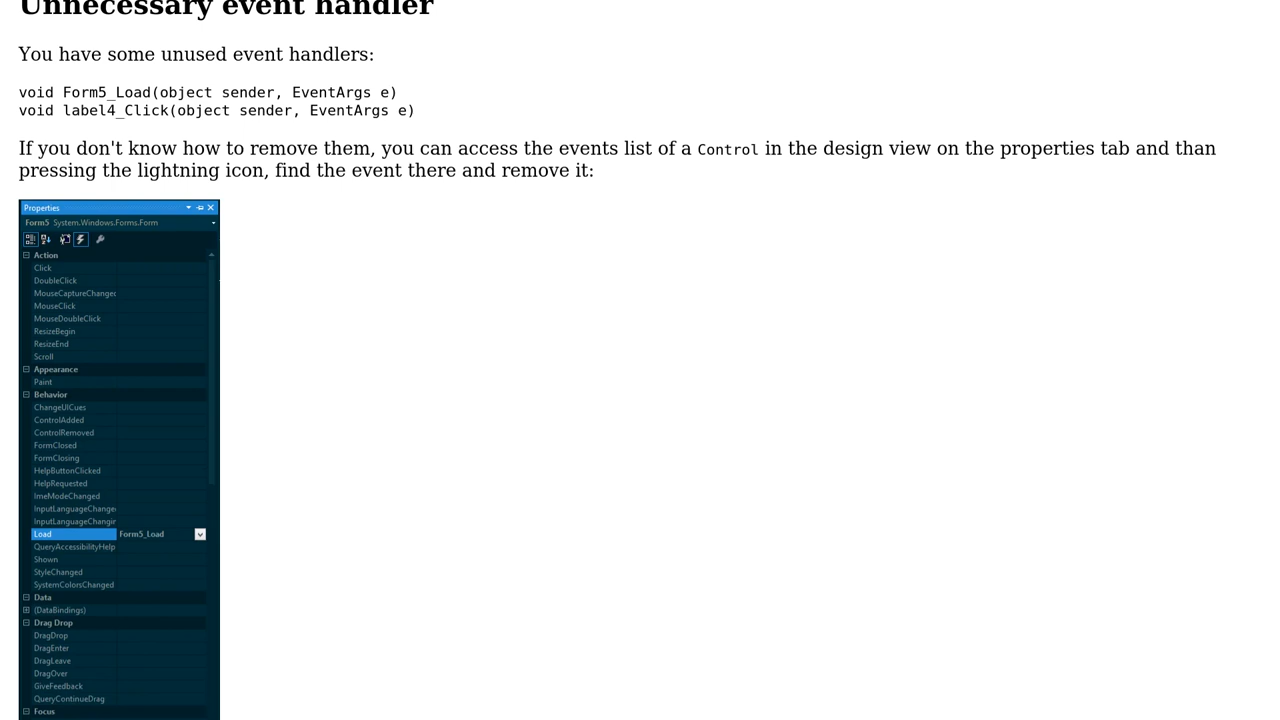 Unnecessary event handler
You have some unused event handlers:
void Form5_Load(object sender, EventArgs e)
void label4_Click(object sender, EventArgs e)
If you don't know how to remove them, you can access the events list of a Control in the design view on the properties tab and than
pressing the lightning icon, find the event there and remove it:
Properties
Form5 System.Windows.Forms.Form
Action
Click
DoubleClick
MouseCaptureChanged
MouseClick
MouseDoubleClick
ResizeBegin
ResizeEnd
Scroll
Appearance
Paint
Behavior
ChangeUICues
ControlAdded
ControlRemoved
FormClosed
FormClosing
HelpButtonClicked
HelpRequested
ImeModeChanged
InputLanguageChange
InputLanguageChangin
Load Form5_Load
QueryAccessibilityHelp
Shown
StyleChanged
SystemColorsChanged
Data
(DataBindings)
Drag Drop
DragDrop
DragEnter
DragLeave
DragOver
GiveFeedback
QueryContinueDrag
Focus